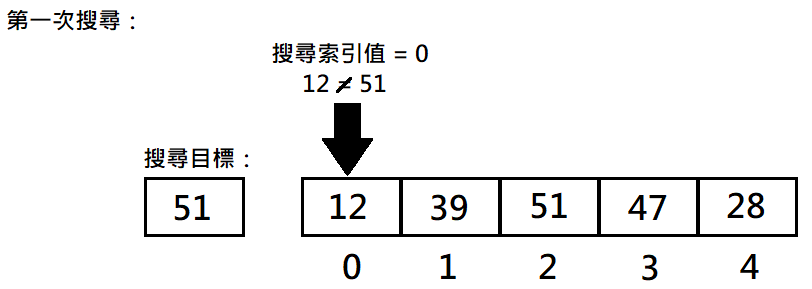 第一次搜尋：
搜尋索引值 = 0
12 ≠ 51
搜尋目標：
51 12 39 51 47 28
0 1 2 3 4